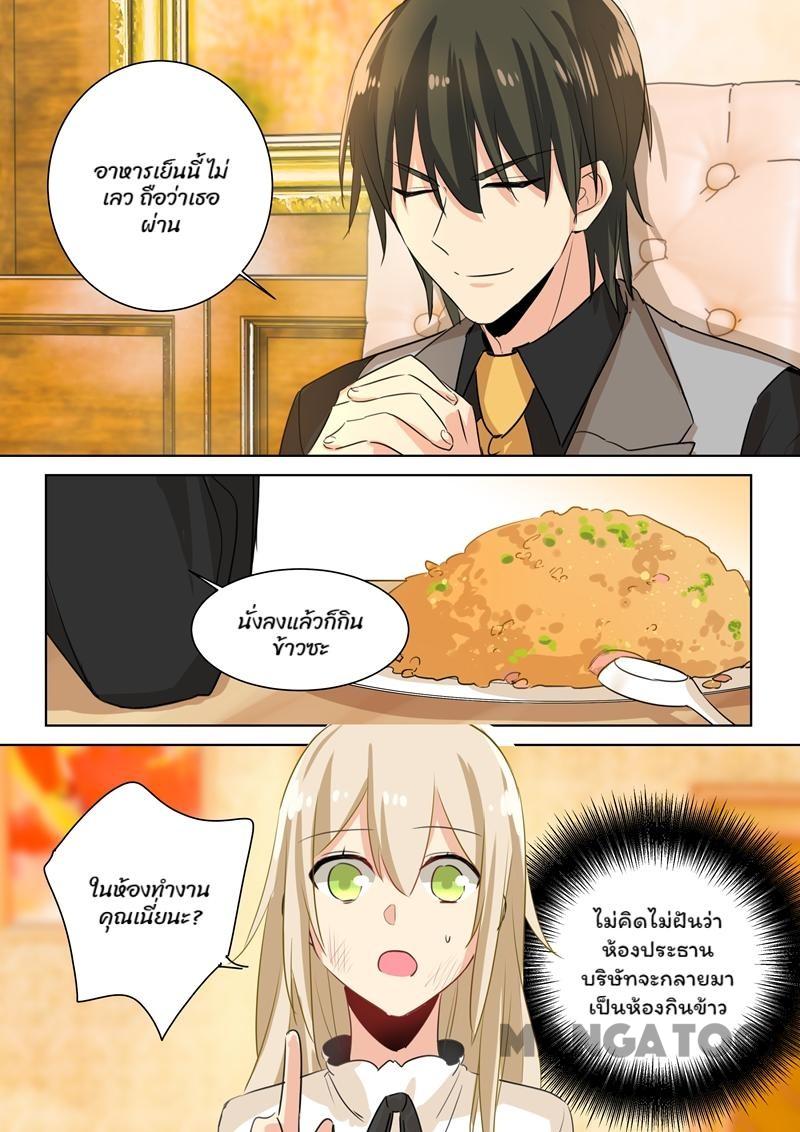 อาหารเย็นนี้ ไม่
เลว ถือว่าเธอ
ผ่าน
นั่งลงแล้วก็กิน
ข้าวซะ
ในห้องทำงาน
คุณเนี่ยนะ?
ไม่คิดไม่ฝันว่า
ห้องประธาน
บริษัทจะกลายมา
เป็นห้องกินข้าว
MANGATOON